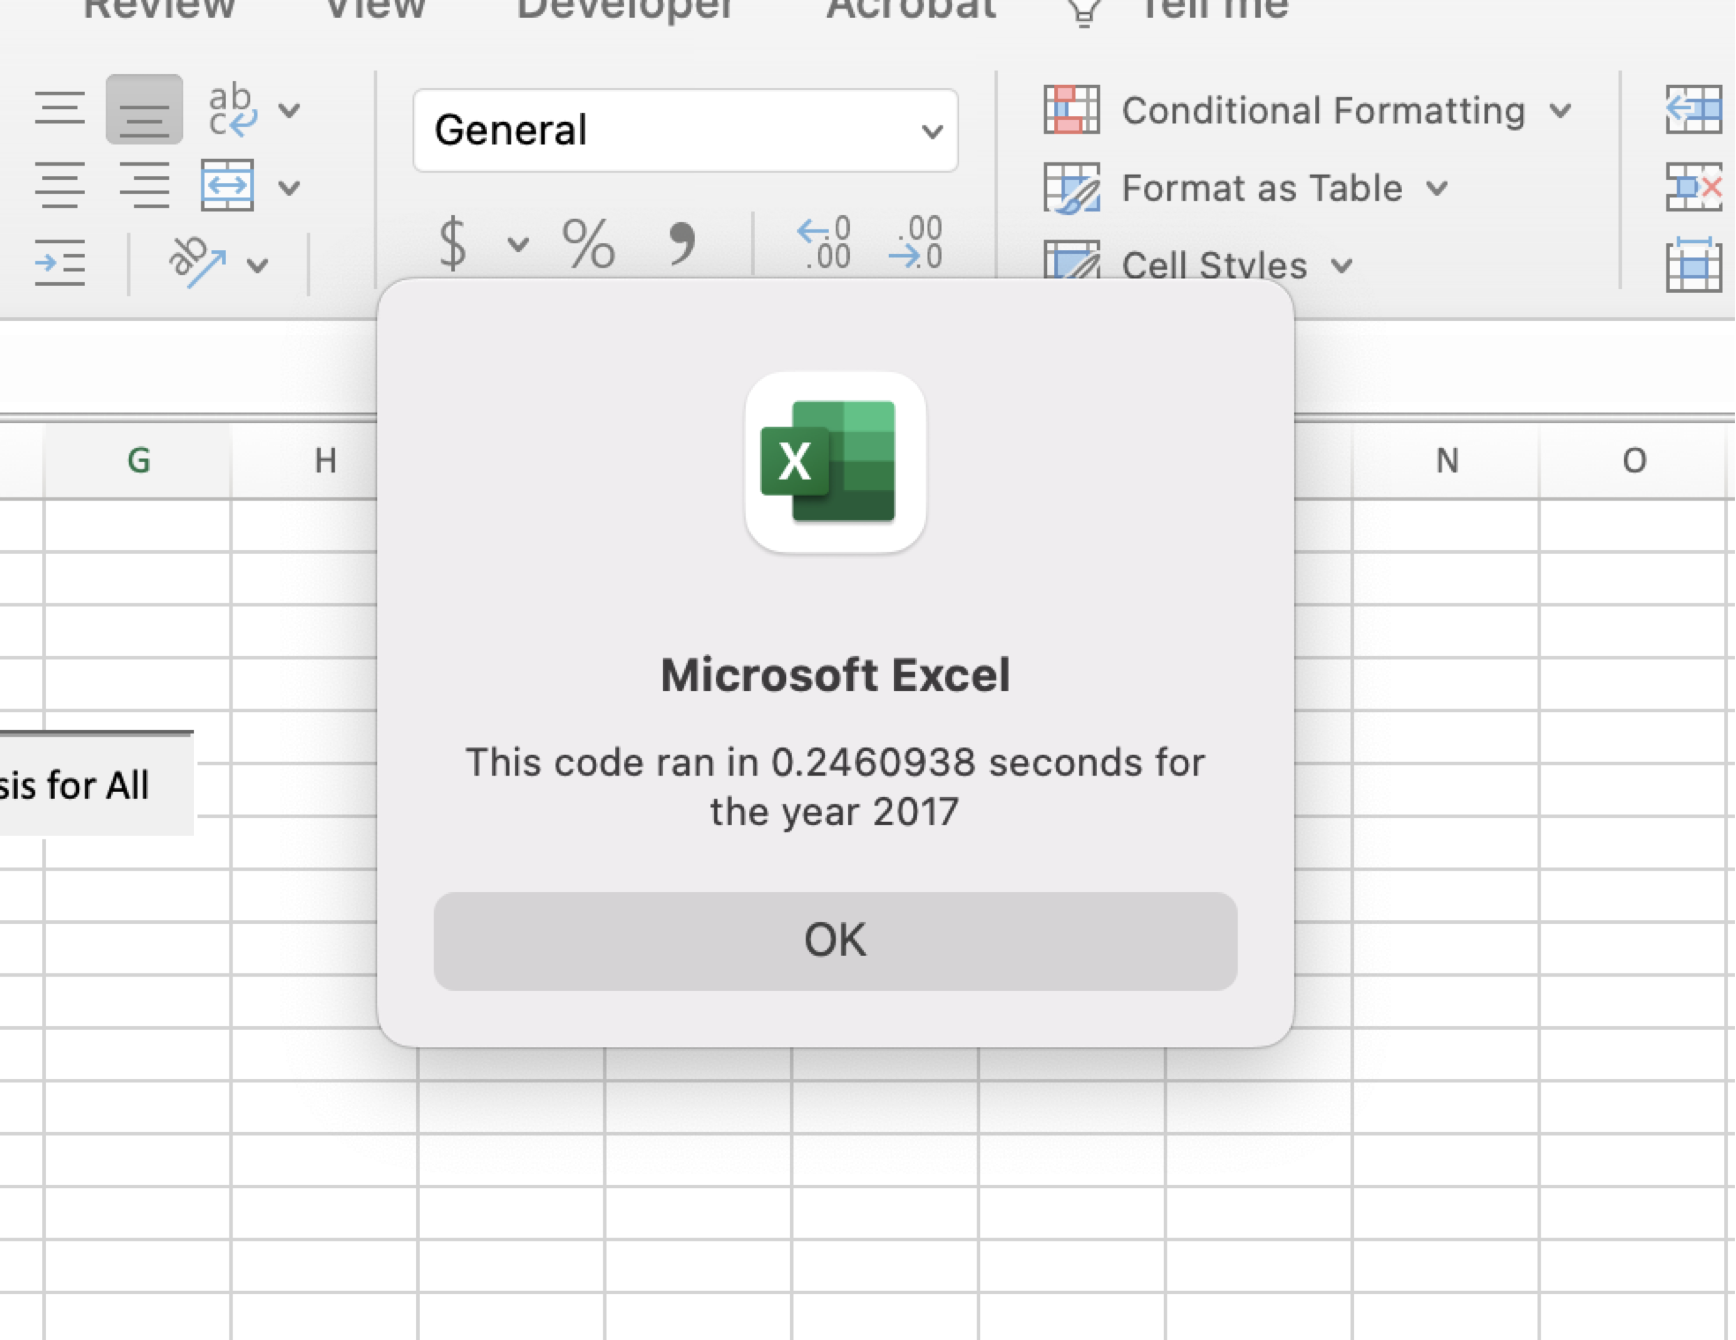 Review View Developer Acrobat Tell me
ab
c
General
Conditional Formatting
Format as Table
$ % , .0 .00
.00 .0
ab
Cell Styles
G H N O
X
Microsoft Excel
This code ran in 0.2460938 seconds for
the year 2017
sis for All
OK